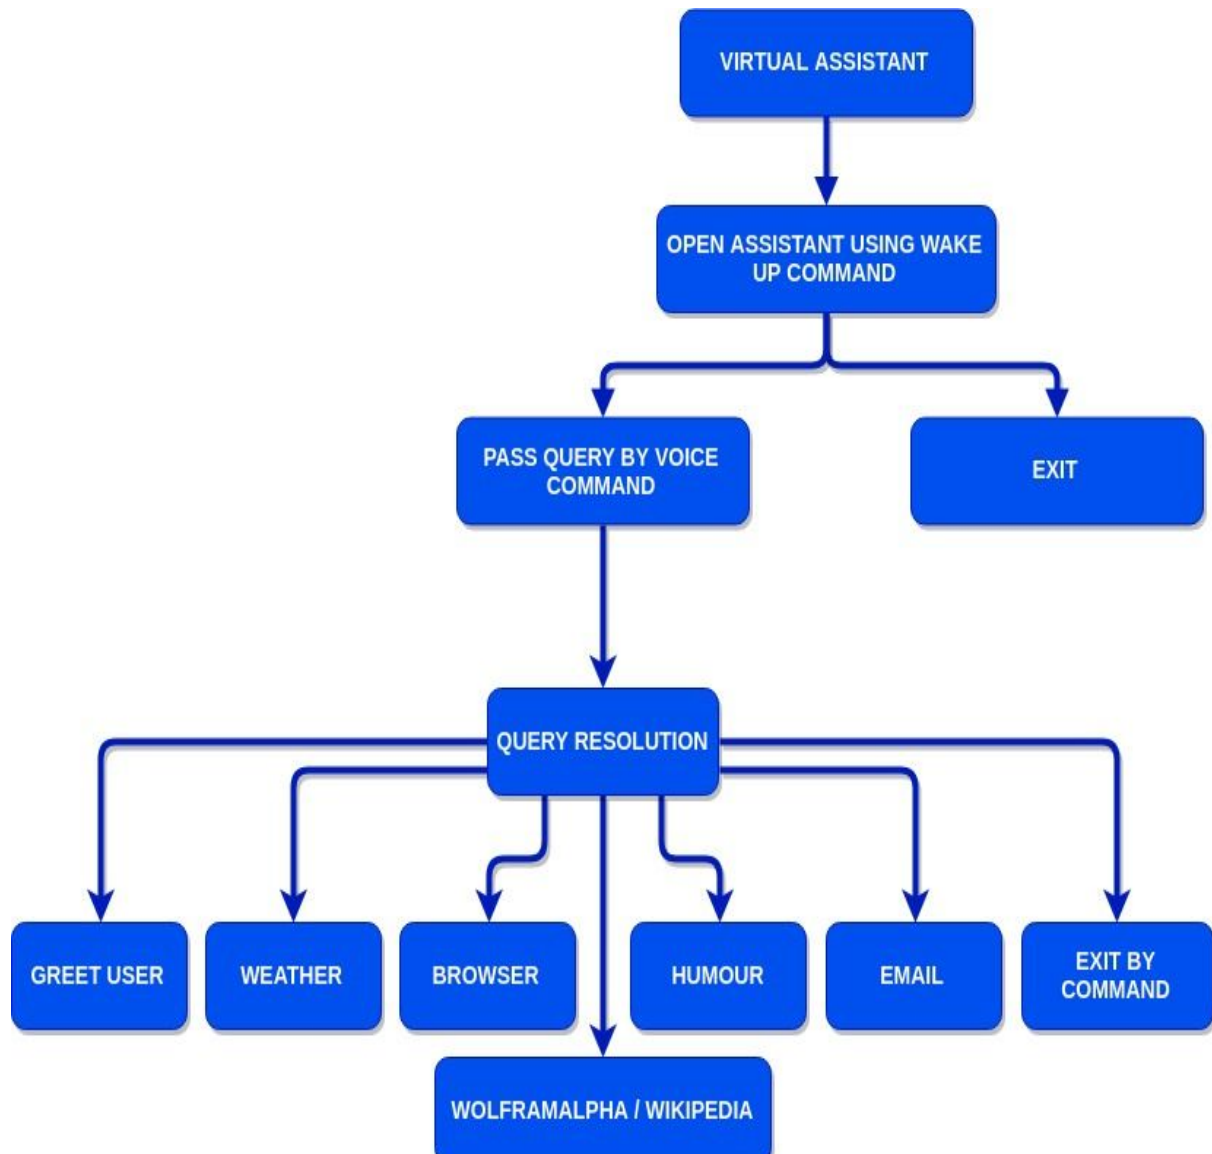 VIRTUAL ASSISTANT
OPEN ASSISTANT USING WAKE
UP COMMAND
PASS QUERY BY VOICE
COMMAND
EXIT
QUERY RESOLUTION
GREET USER
WEATHER
BROWSER
HUMOUR
EMAIL
EXIT BY
COMMAND
WOLFRAMALPHA / WIKIPEDIA